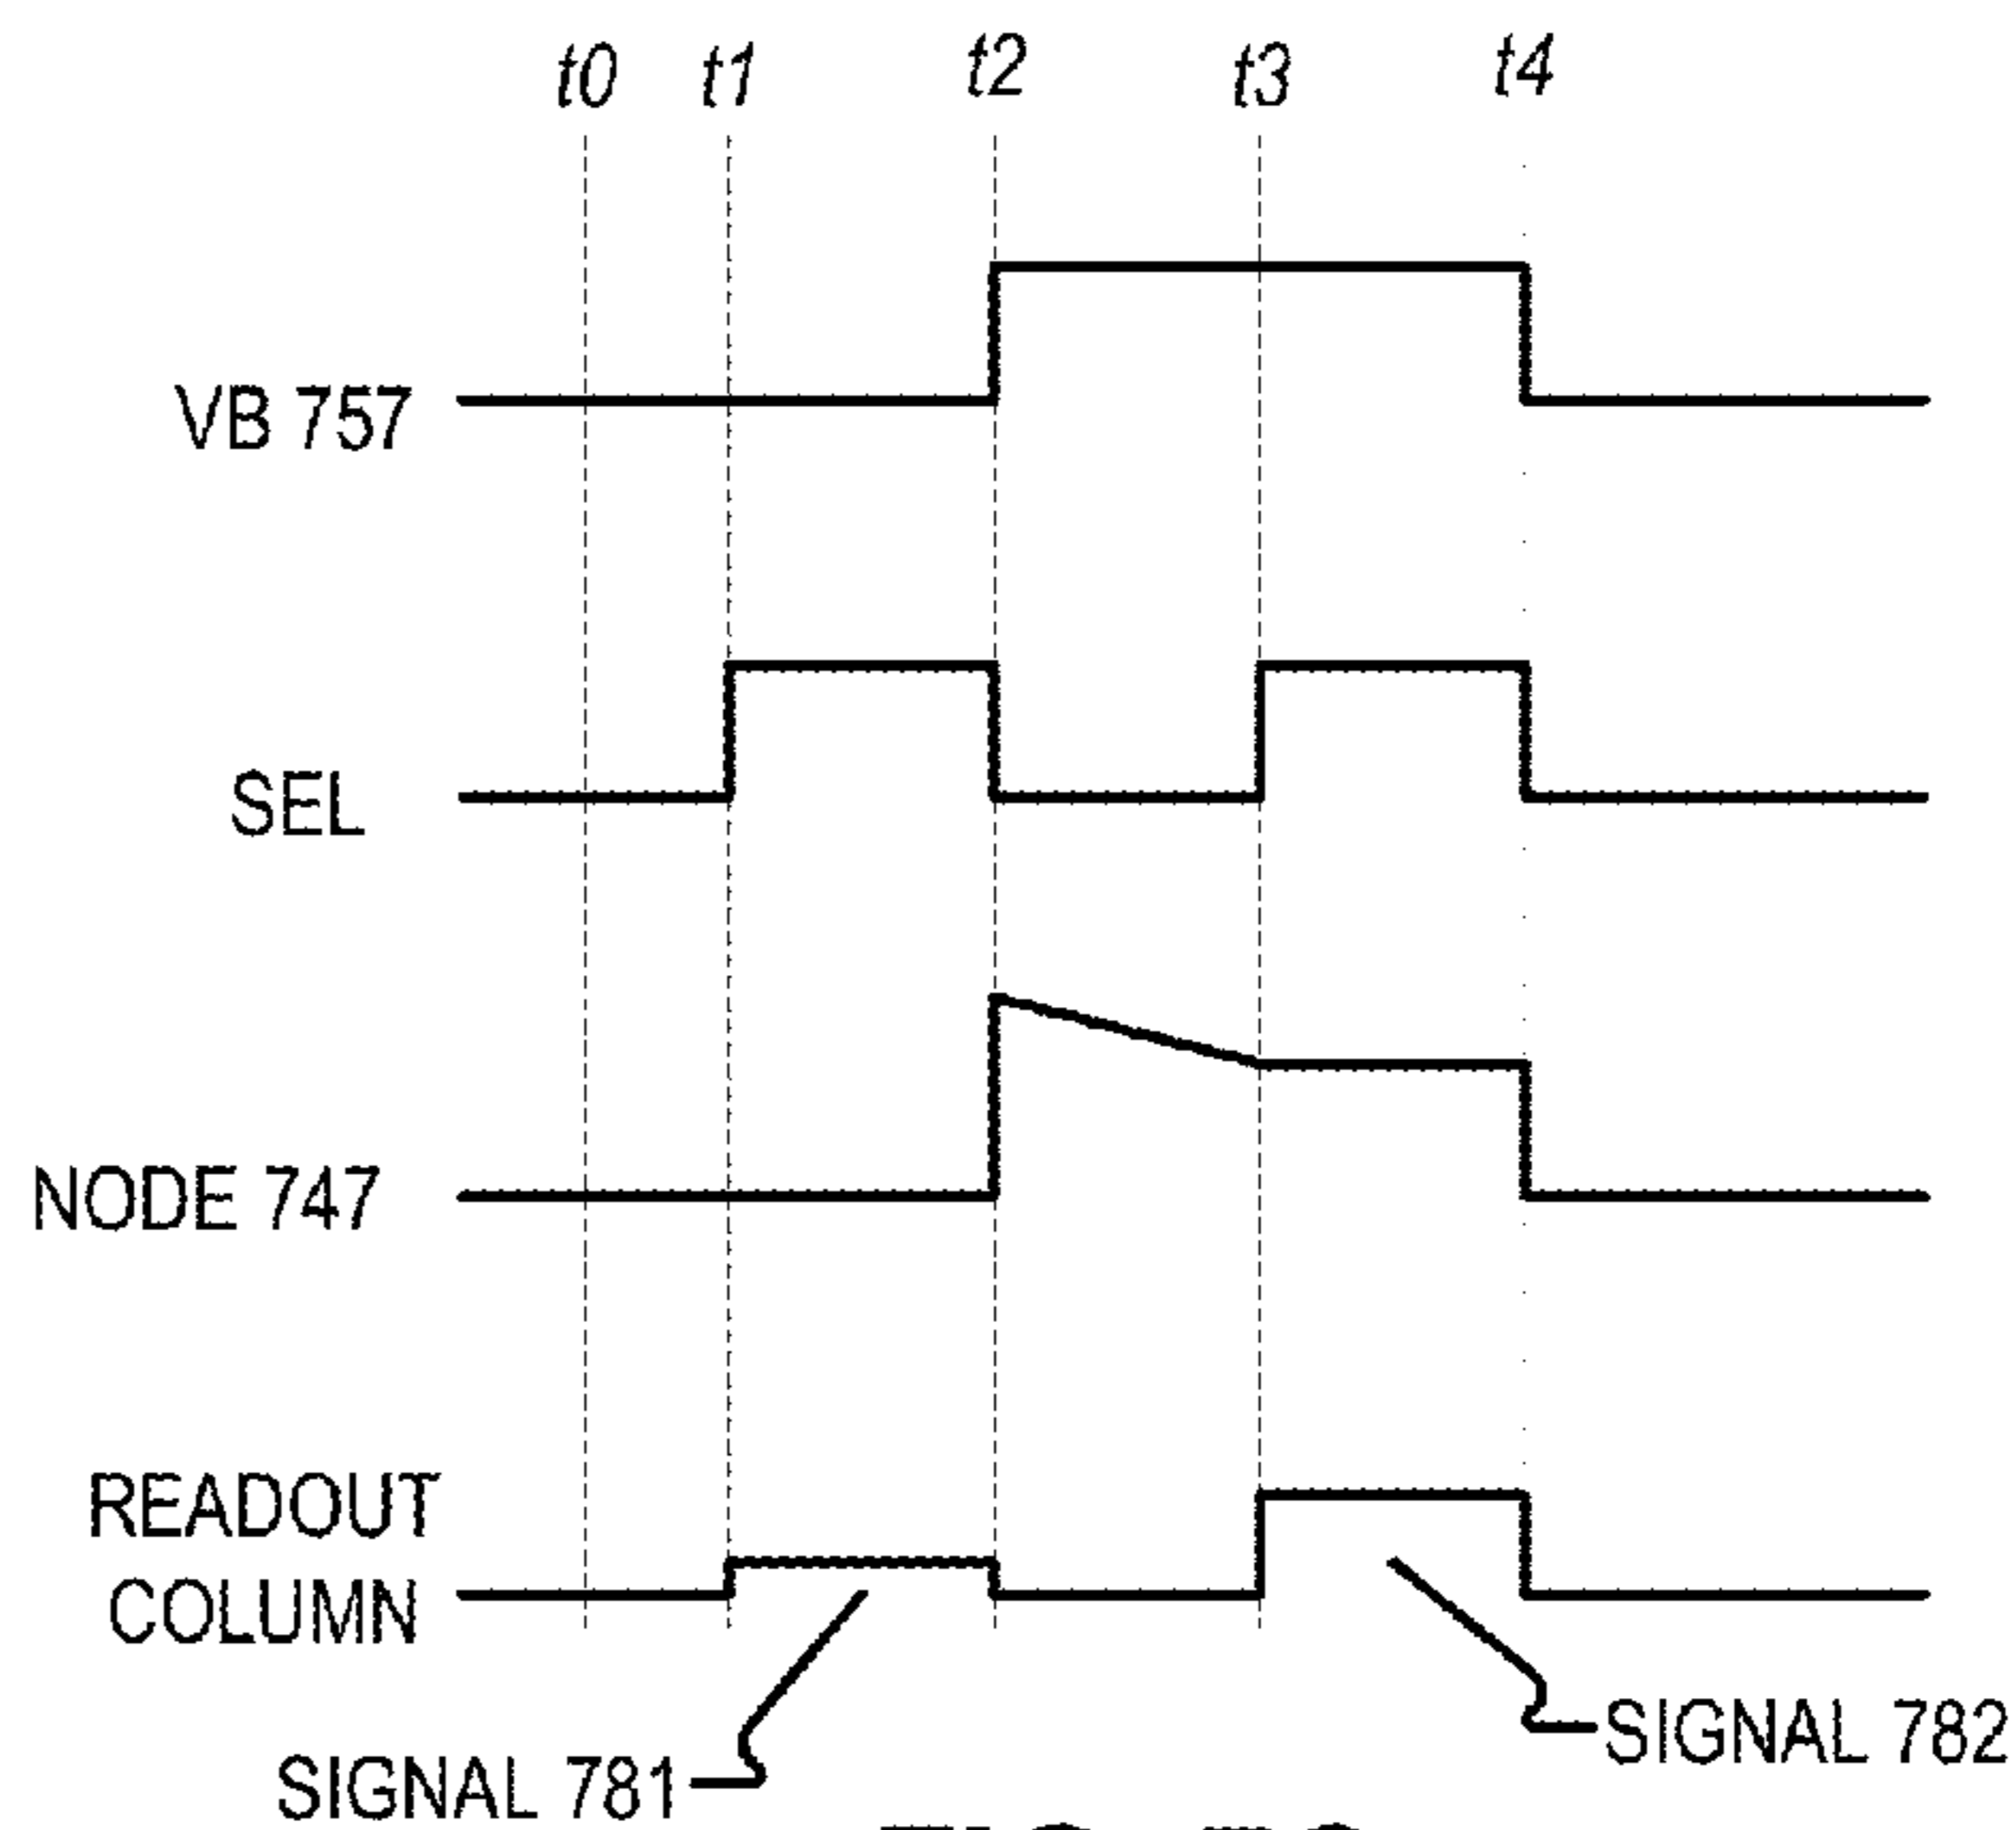 t0 t1 t2 t3 t4
VB 757
SEL
NODE 747
READOUT
COLUMN
SIGNAL 782
SIGNAL 781